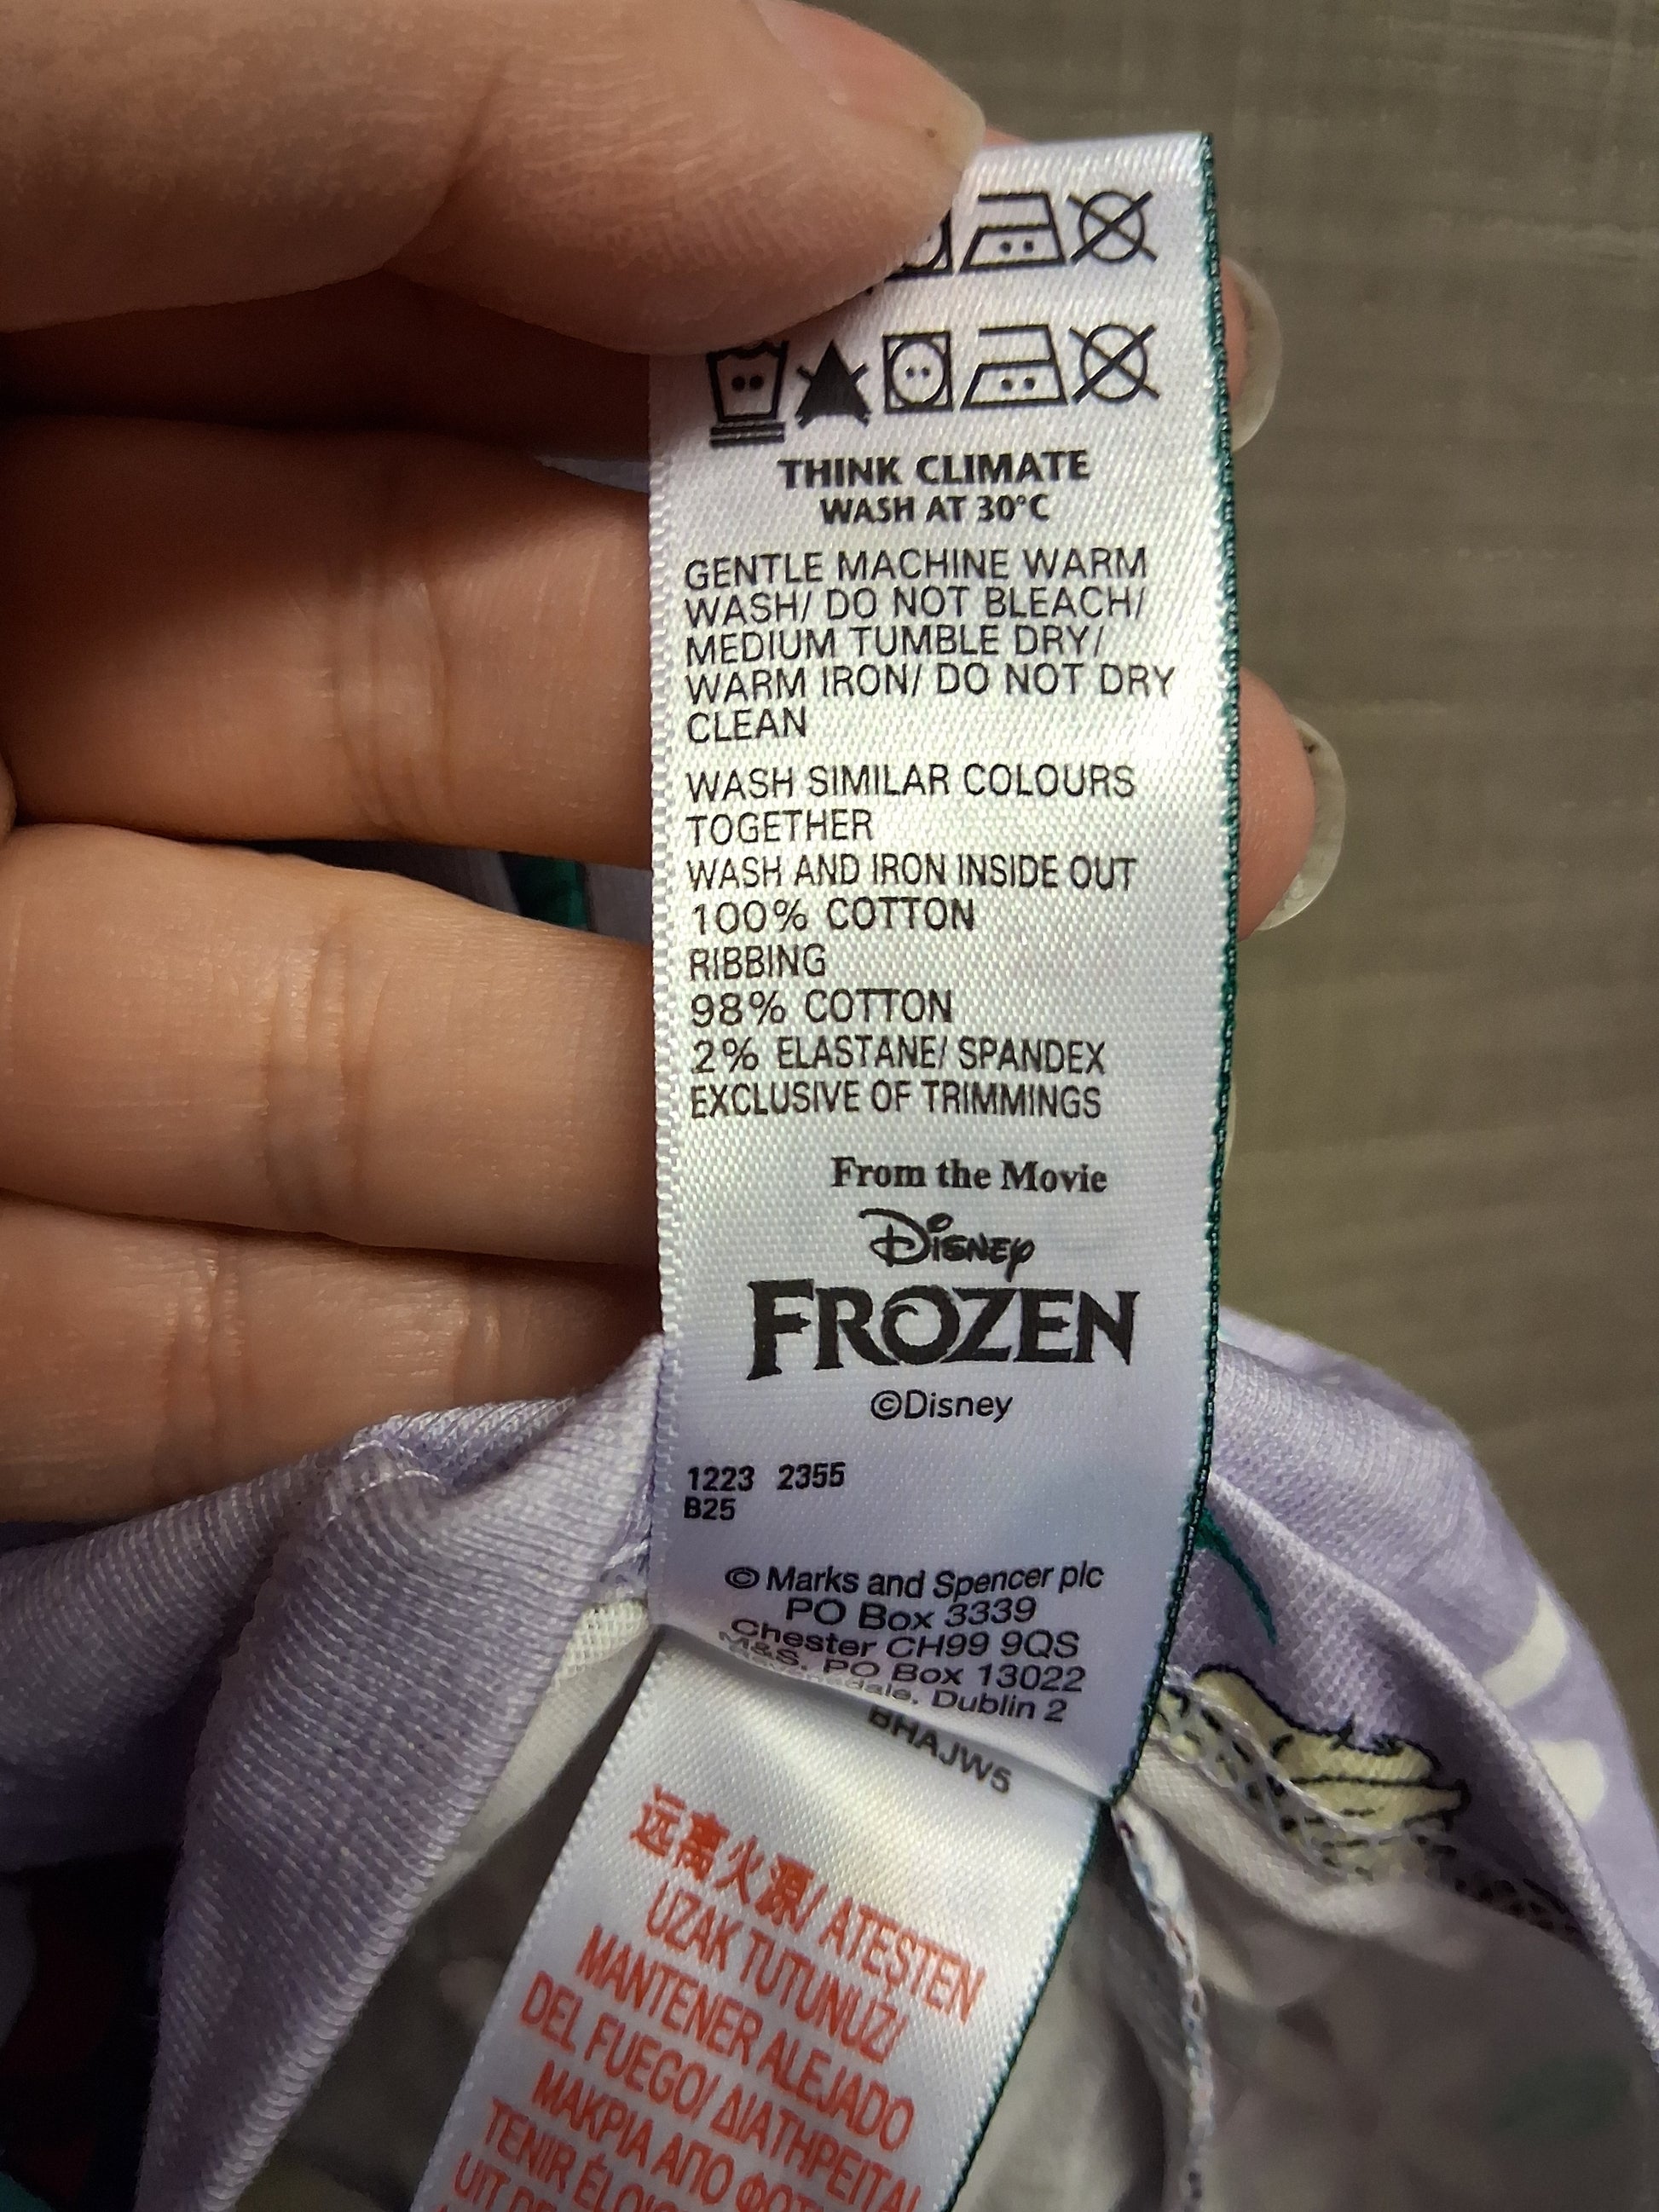 THINK CLIMATE
WASH AT 30°C
GENTLE MACHINE WARM
WASH/ DO NOT BLEACH/
MEDIUM TUMBLE DRY/
WARM IRON/ DO NOT DRY
CLEAN
WASH SIMILAR COLOURS
TOGETHER
WASH AND IRON INSIDE OUT
100% COTTON
RIBBING
98% COTTON
2% ELASTANE/ SPANDEX
EXCLUSIVE OF TRIMMINGS
From the Movie
Disney
FROZEN
©Disney
1223 2355
B25
© Marks and Spencer plc
PO Box 3339
Chester CH99 9QS
M&S, PO Box 13022
Dublin 2
BHAJW5
远离火源/ ATEŞTEN
UZAK TUTUNUZ/
MANTENER ALEJADO
DEL FUEGO/ ΔΙΑΤΗΡΕΙΤΑΙ
ΜΑΚΡΙΑ ΑΠΟ
TENIR
UIT